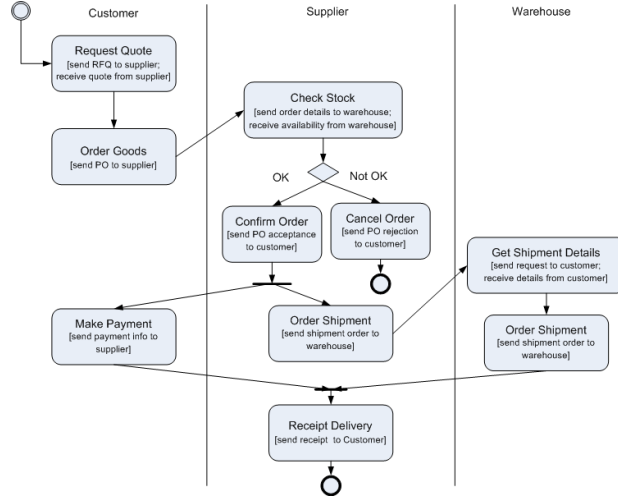 Customer
Supplier
Warehouse
Request Quote
[send RFQ to supplier;
receive quote from supplier]
Check Stock
[send order details to warehouse;
receive availability from warehouse]
Order Goods
[send PO to supplier]
OK
Not OK
Confirm Order
[send PO acceptance
to customer]
Cancel Order
[send PO rejection
to customer]
Get Shipment Details
[send request to customer;
receive details from customer]
Make Payment
[send payment info to
supplier]
Order Shipment
[send shipment order to
warehouse]
Order Shipment
[send shipment order to
warehouse]
Receipt Delivery
[send receipt to Customer]